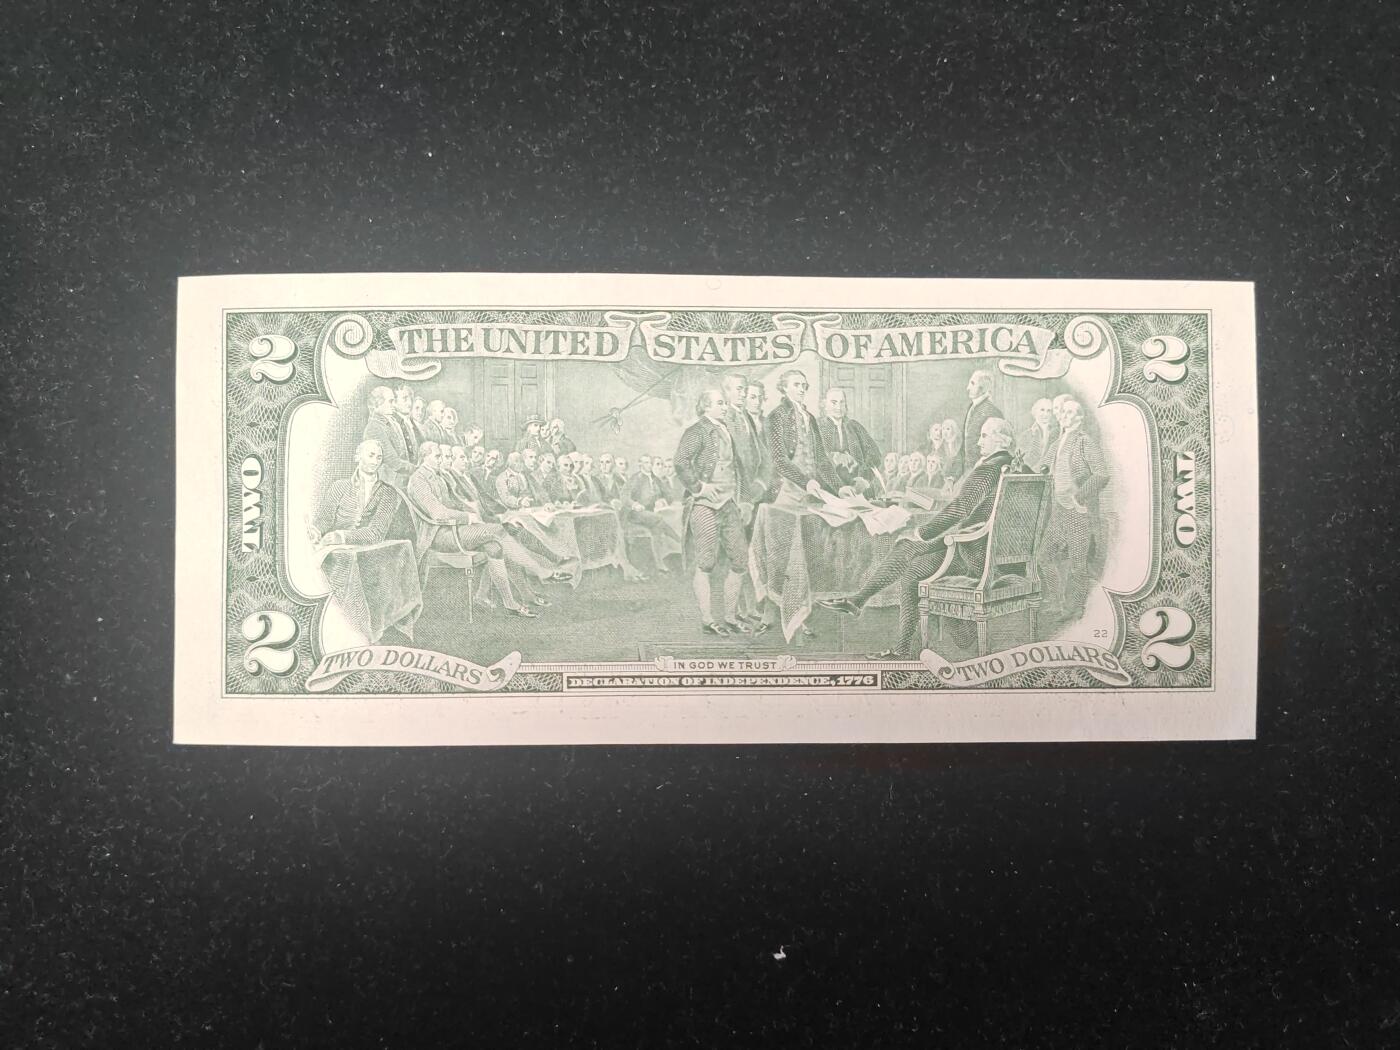 2 THE UNITED STATES OF AMERICA 2
TWO TWO
22
2 TWO DOLLARS IN GOD WE TRUST TWO DOLLARS 2
DECLARATION OF INDEPENDENCE, 1776